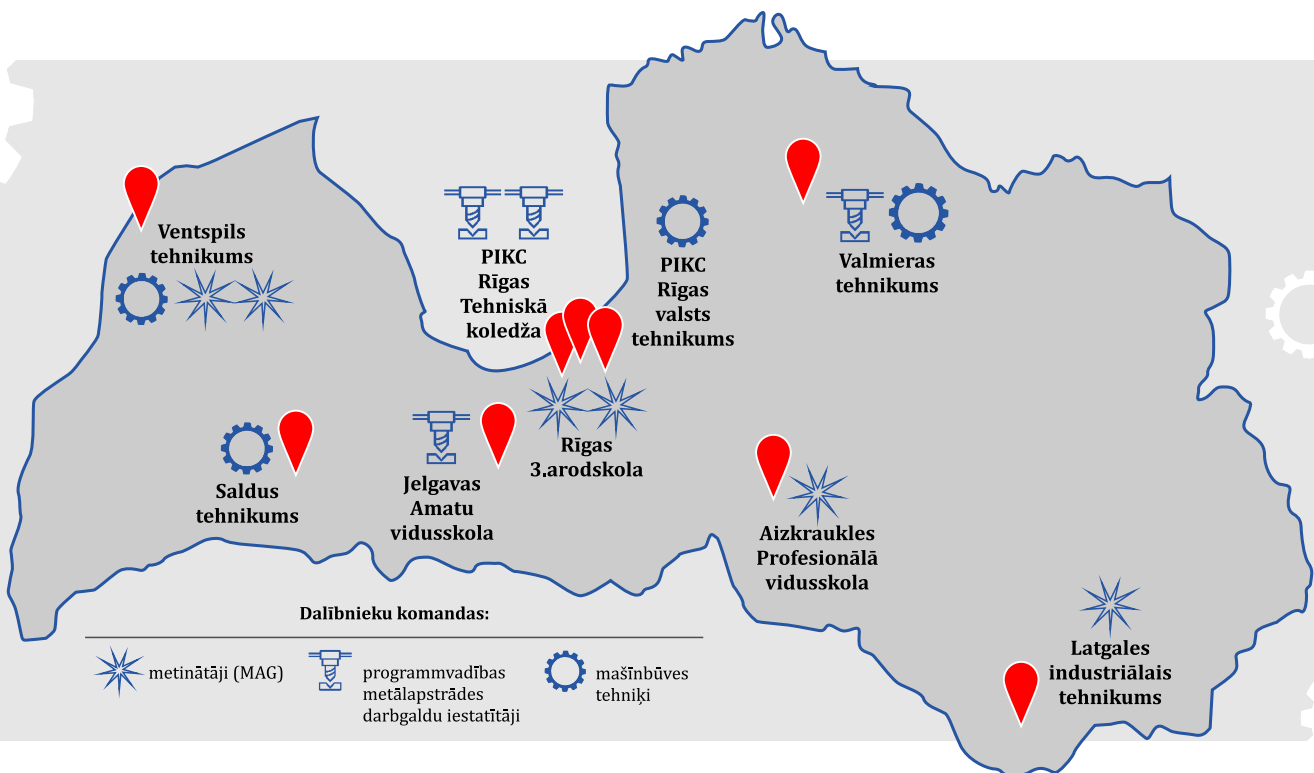 Ventspils
tehnikums
PIKC
Rīgas
Tehniskā
koledža
PIKC
Rīgas
valsts
tehnikums
Valmieras
tehnikums
Saldus
tehnikums
Jelgavas
Amatu
vidusskola
Rīgas
3.arodskola
Aizkraukles
Profesionālā
vidusskola
Latgales
industriālais
tehnikums
Dalībnieku komandas:
metinātāji (MAG)
programmvadības
metālapstrādes
darbgaldu iestatītāji
mašīnbūves
tehniķi